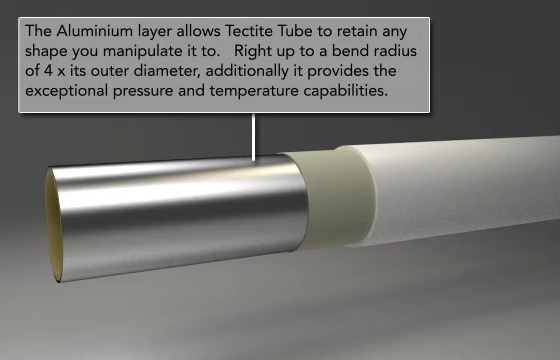 The Aluminium layer allows Tectite Tube to retain any
shape you manipulate it to.   Right up to a bend radius
of 4 x its outer diameter, additionally it provides the
exceptional pressure and temperature capabilities.